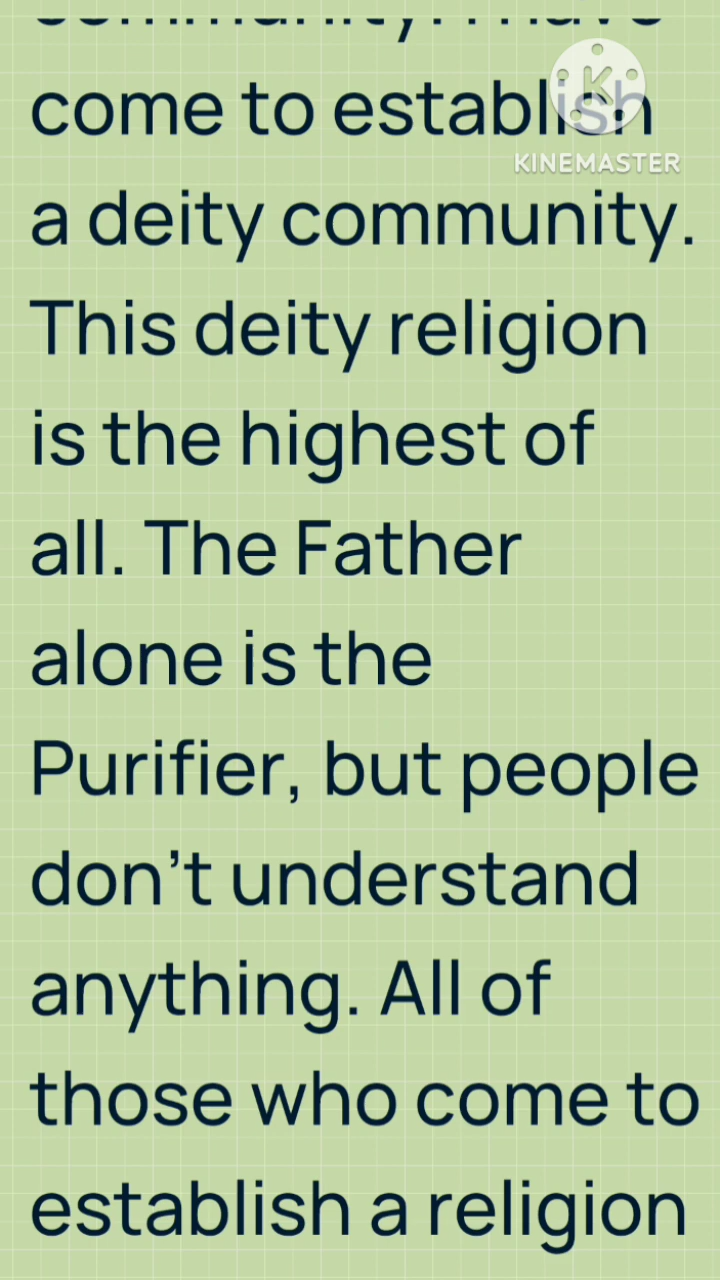 come to establish
KINEMASTER
a deity community.
This deity religion
is the highest of
all. The Father
alone is the
Purifier, but people
don’t understand
anything. All of
those who come to
establish a religion